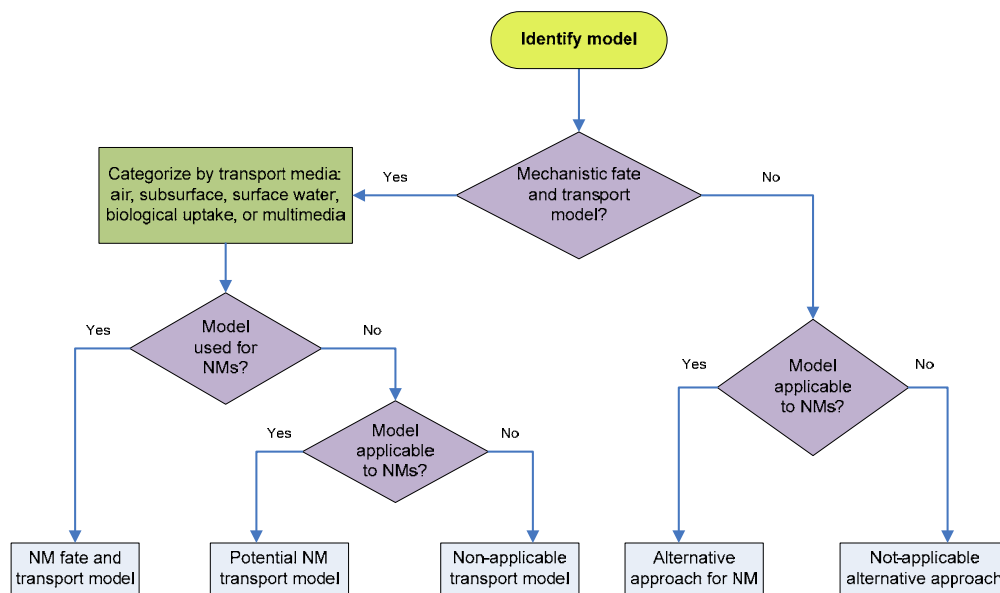 Identify model
Mechanistic fate
and transport
model?
Yes
No
Categorize by transport media:
air, subsurface, surface water,
biological uptake, or multimedia
Model
used for
NMs?
Yes
No
Model
applicable
to NMs?
Yes
No
Model
applicable
to NMs?
Yes
No
NM fate and
transport model
Potential NM
transport model
Non-applicable
transport model
Alternative
approach for NM
Not-applicable
alternative approach